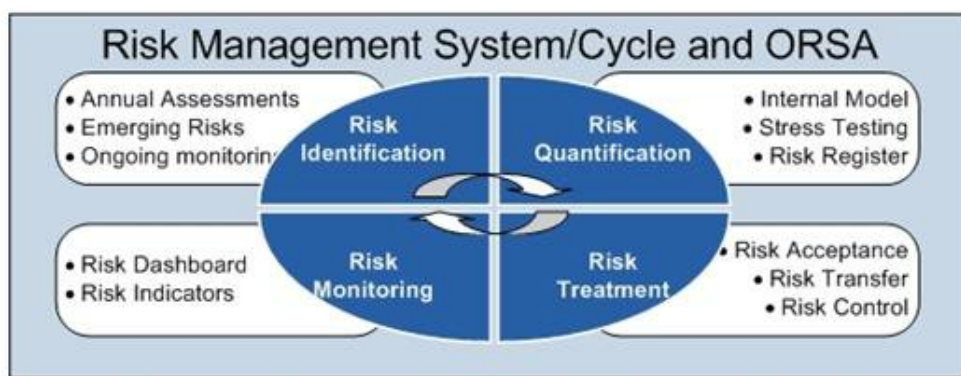 Risk Management System/Cycle and ORSA
• Annual Assessments
• Emerging Risks
• Ongoing monitoring
Risk
Identification
Risk
Quantification
• Internal Model
• Stress Testing
• Risk Register
• Risk Dashboard
• Risk Indicators
Risk
Monitoring
Risk
Treatment
• Risk Acceptance
• Risk Transfer
• Risk Control